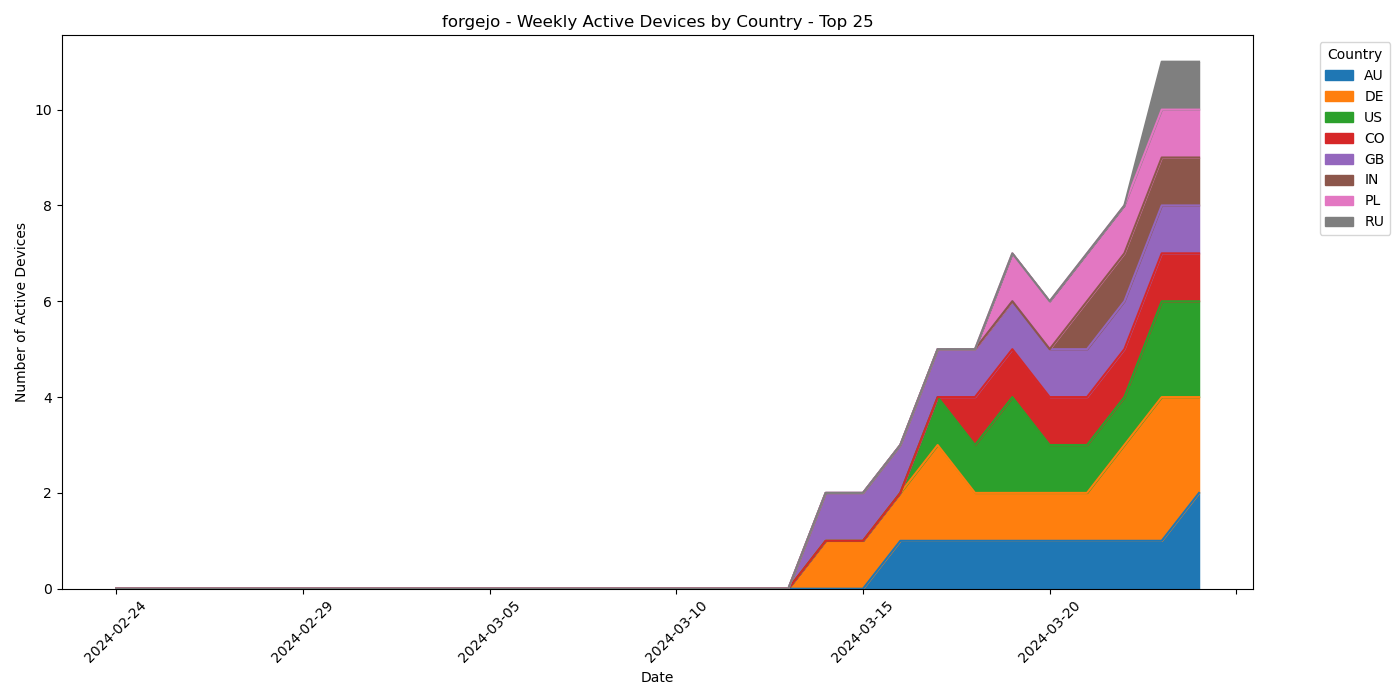 forgejo - Weekly Active Devices by Country - Top 25
Number of Active Devices
10
8
6
4
2
0
2024-02-24
2024-02-29
2024-03-05
2024-03-10
2024-03-15
2024-03-20
Date
Country
AU
DE
US
CO
GB
IN
PL
RU